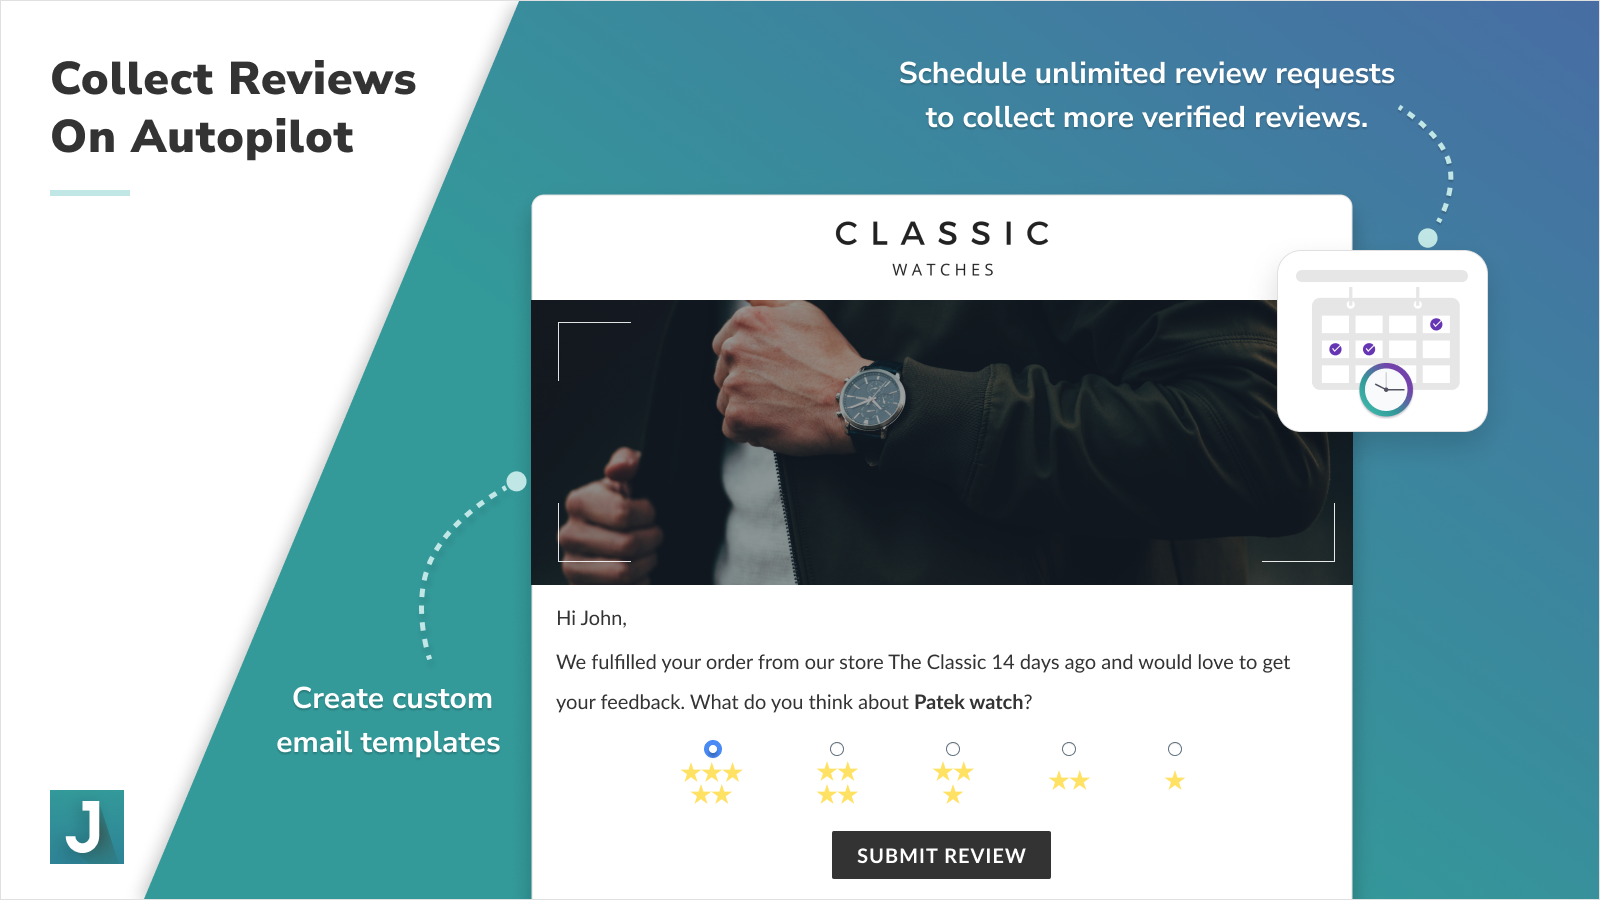 Collect Reviews
On Autopilot
Schedule unlimited review requests
to collect more verified reviews.
CLASSIC
WATCHES
Hi John,
We fulfilled your order from our store The Classic 14 days ago and would love to get
your feedback. What do you think about Patek watch?
SUBMIT REVIEW
Create custom
email templates
J